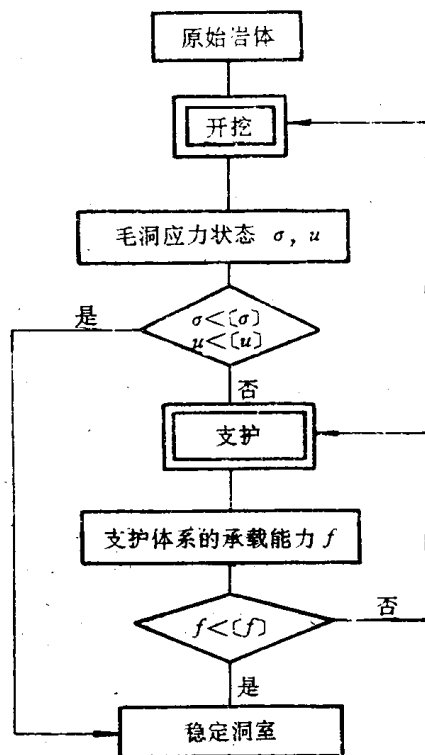 原始岩体
开挖
毛洞应力状态 σ, u
是
σ<〔σ〕
u<〔u〕
否
支护
支护体系的承载能力 f
否
f<〔f〕
是
稳定洞室